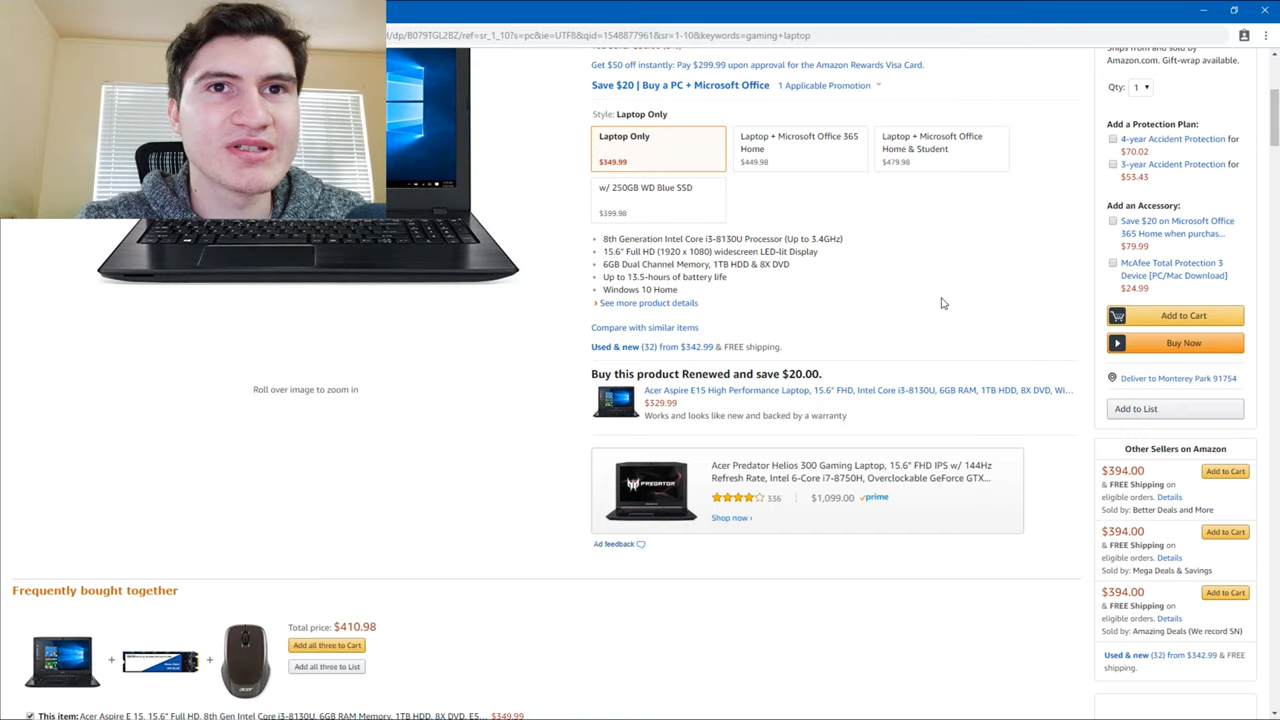 /dp/B079TGL2BZ/ref=sr_1_10?s=pc&ie=UTF8&qid=1548877961&sr=1-10&keywords=gaming+laptop
Get $50 off instantly: Pay $299.99 upon approval for the Amazon Rewards Visa Card.
Save $20 | Buy a PC + Microsoft Office 1 Applicable Promotion
Style: Laptop Only
Laptop Only
$349.99
Laptop + Microsoft Office 365
Home
$449.98
Laptop + Microsoft Office
Home & Student
$479.98
w/ 250GB WD Blue SSD
$399.98
8th Generation Intel Core i3-8130U Processor (Up to 3.4GHz)
15.6" Full HD (1920 x 1080) widescreen LED-lit Display
6GB Dual Channel Memory, 1TB HDD & 8X DVD
Up to 13.5-hours of battery life
Windows 10 Home
› See more product details
Compare with similar items
Used & new (32) from $342.99 & FREE shipping.
Buy this product Renewed and save $20.00.
Acer Aspire E15 High Performance Laptop, 15.6" FHD, Intel Core i3-8130U, 6GB RAM, 1TB HDD, 8X DVD, Wi...
$329.99
Works and looks like new and backed by a warranty
PREDATOR
Acer Predator Helios 300 Gaming Laptop, 15.6" FHD IPS w/ 144Hz
Refresh Rate, Intel 6-Core i7-8750H, Overclockable GeForce GTX...
336 | $1,099.00 prime
Shop now ›
Ad feedback
Roll over image to zoom in
Frequently bought together
+
+
acer
Total price: $410.98
Add all three to Cart
Add all three to List
This item: Acer Aspire E 15, 15.6" Full HD, 8th Gen Intel Core i3-8130U, 6GB RAM Memory, 1TB HDD, 8X DVD, E5... $349.99
Ships from and sold by
Amazon.com. Gift-wrap available.
Qty: 1
Add a Protection Plan:
4-year Accident Protection for
$70.02
3-year Accident Protection for
$53.43
Add an Accessory:
Save $20 on Microsoft Office
365 Home when purchas...
$79.99
McAfee Total Protection 3
Device [PC/Mac Download]
$24.99
Add to Cart
Buy Now
Deliver to Monterey Park 91754
Add to List
Other Sellers on Amazon
$394.00 Add to Cart
& FREE Shipping on
eligible orders. Details
Sold by: Better Deals and More
$394.00 Add to Cart
& FREE Shipping on
eligible orders. Details
Sold by: Mega Deals & Savings
$394.00 Add to Cart
& FREE Shipping on
eligible orders. Details
Sold by: Amazing Deals (We record SN)
Used & new (32) from $342.99 & FREE
shipping.